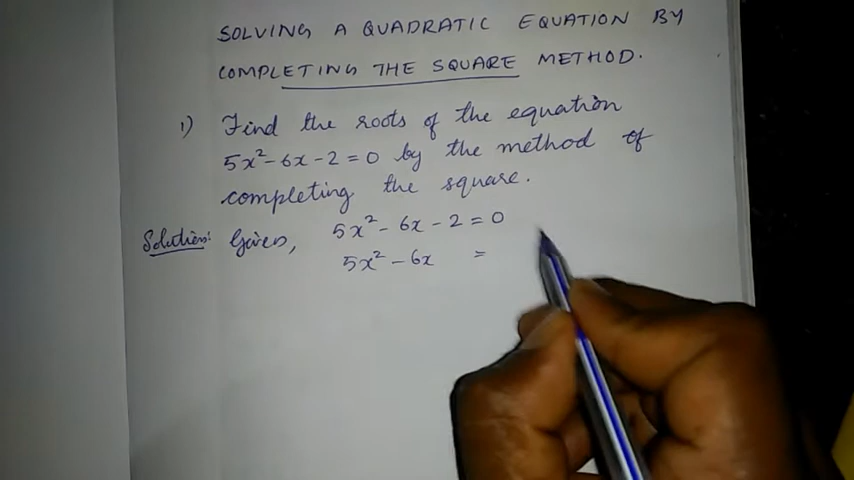 SOLVING A QUADRATIC EQUATION BY
COMPLETING THE SQUARE METHOD.
1) Find the roots of the equation
5x² - 6x - 2 = 0 by the method of
completing the square.
Solution: Given, 5x² - 6x - 2 = 0
5x² - 6x =